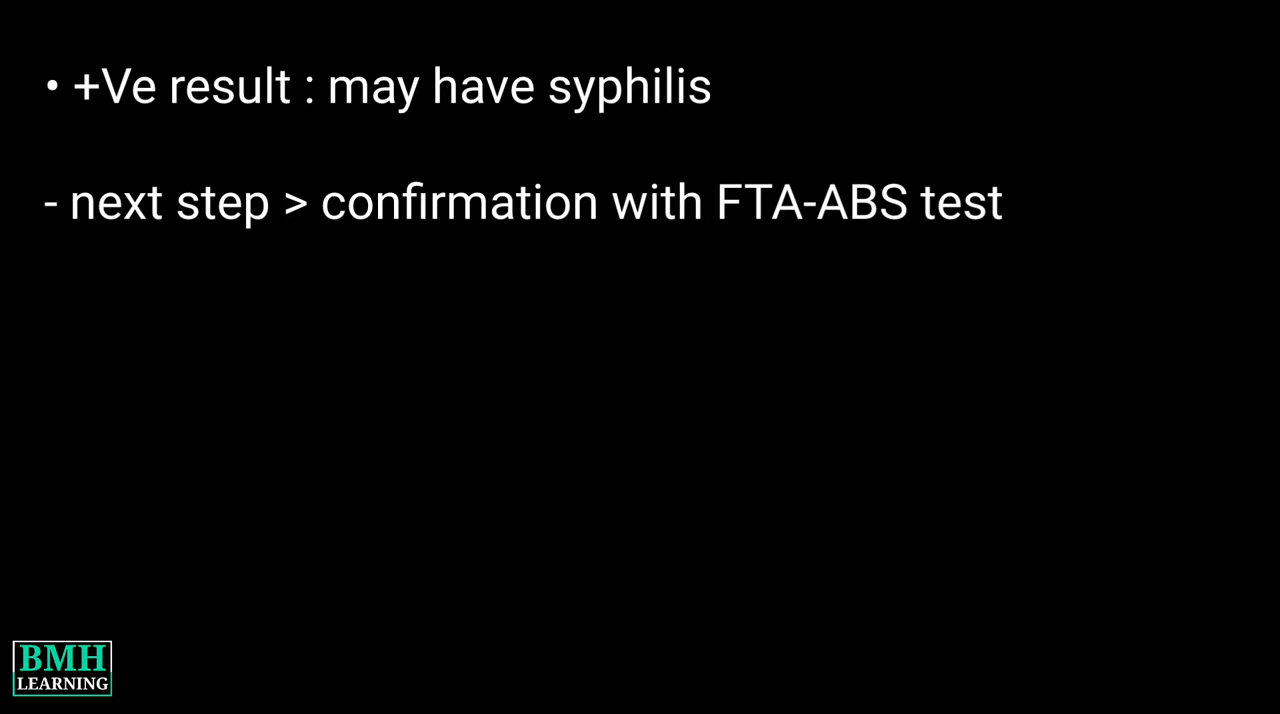 • +Ve result : may have syphilis
- next step > confirmation with FTA-ABS test
BMH
LEARNING